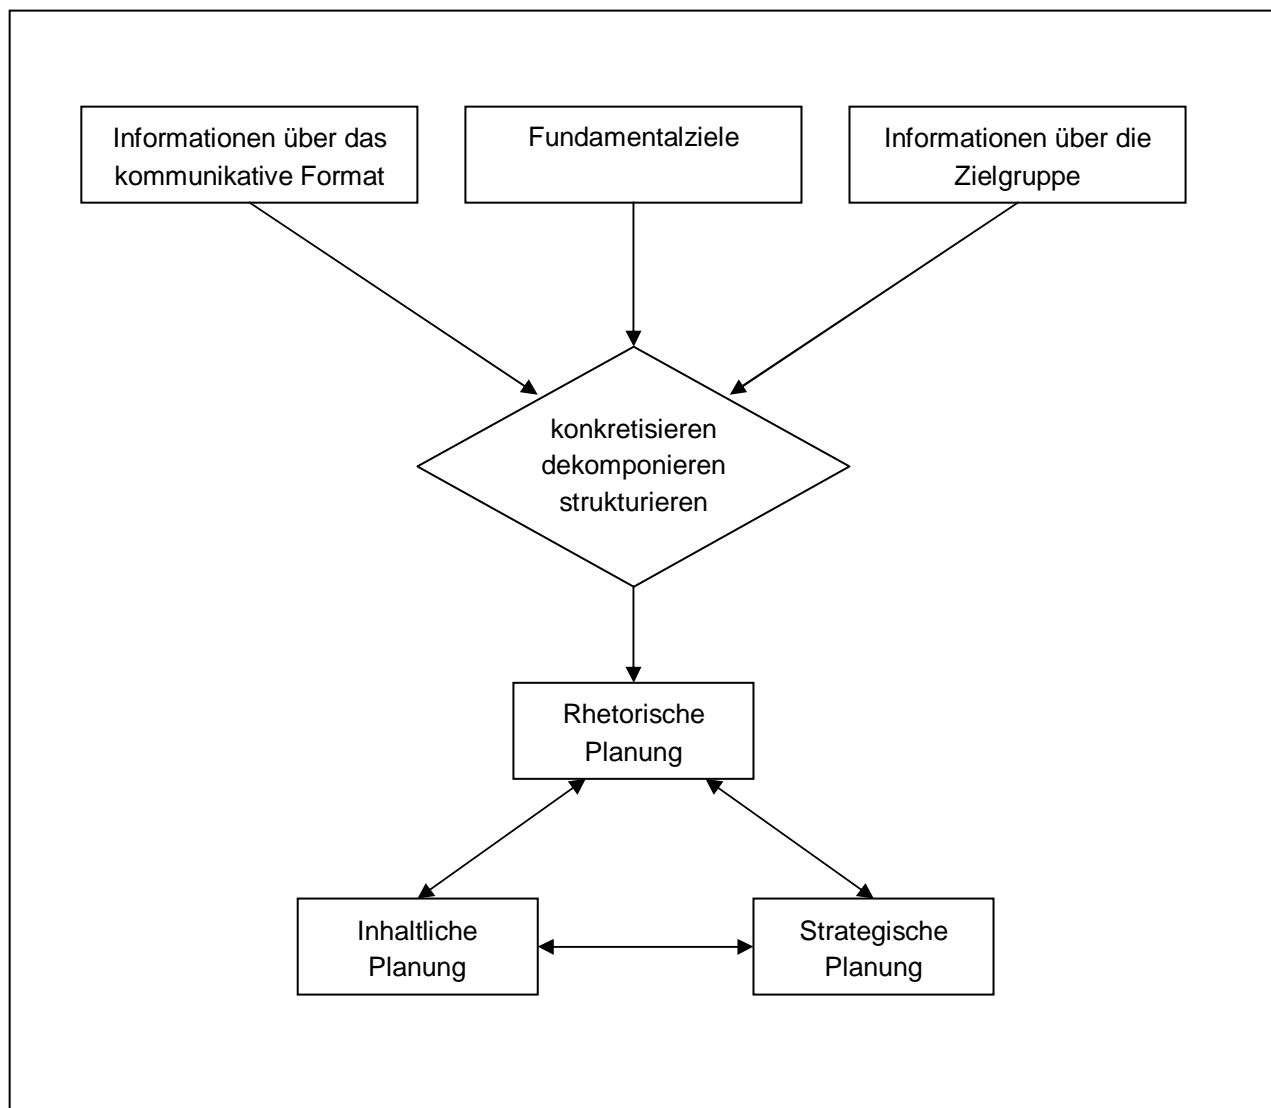 Informationen über das
kommunikative Format
Fundamentalziele
Informationen über die
Zielgruppe
konkretisieren
dekomponieren
strukturieren
Rhetorische
Planung
Inhaltliche
Planung
Strategische
Planung